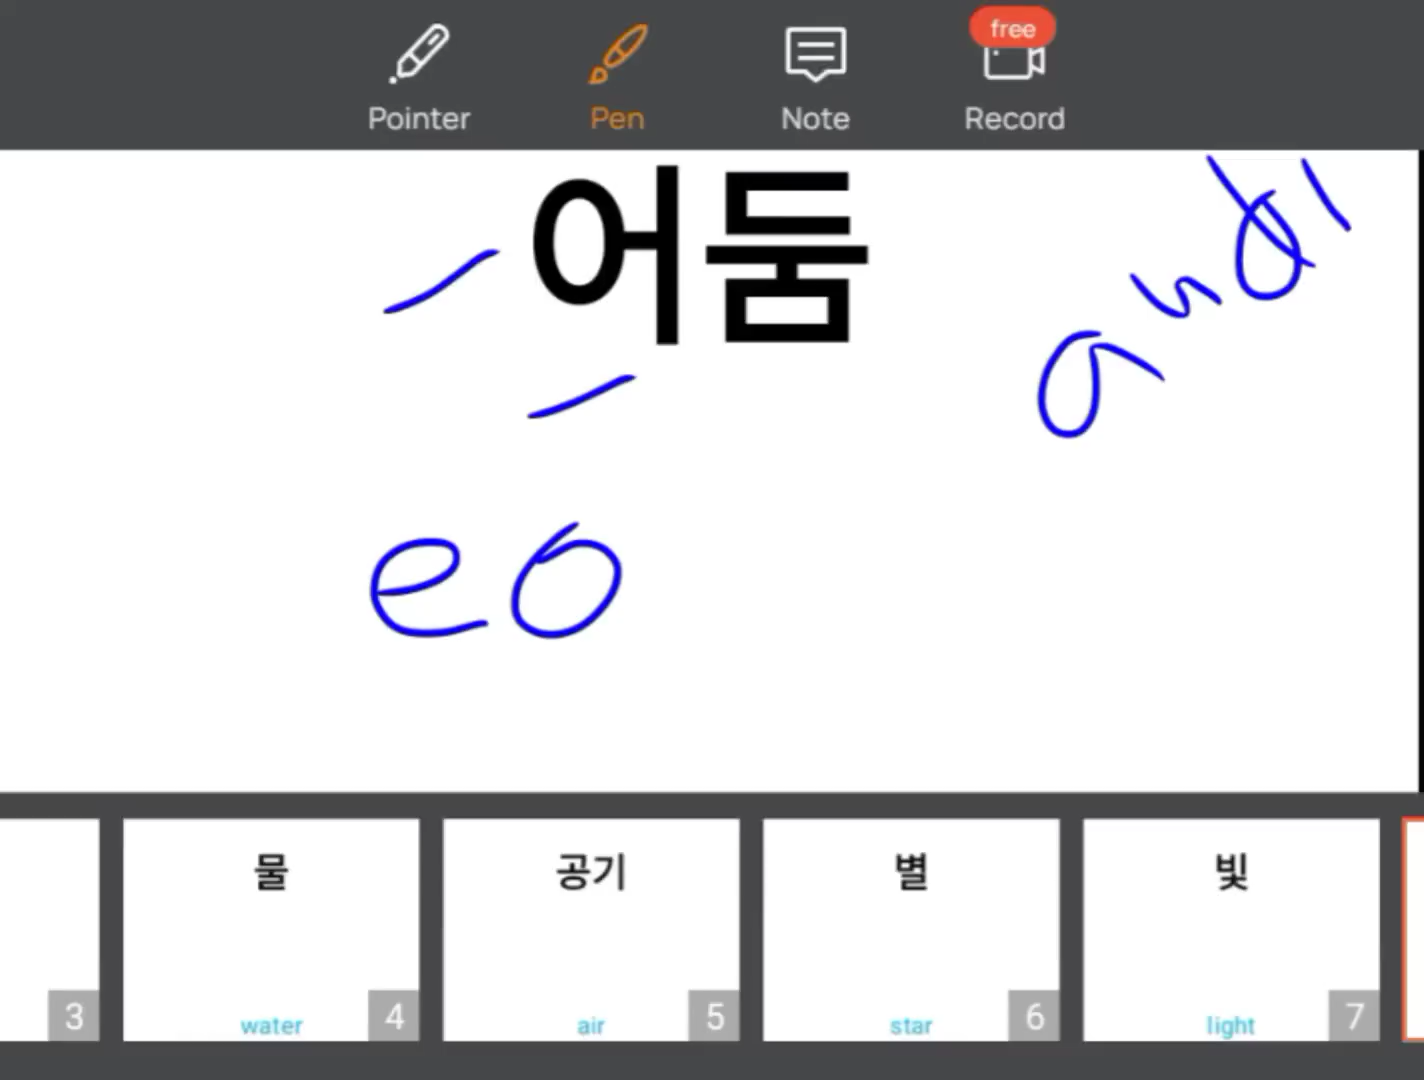 free
Pointer Pen Note Record
어둠
eo
물 공기 별 빛
3 water 4 air 5 star 6 light 7